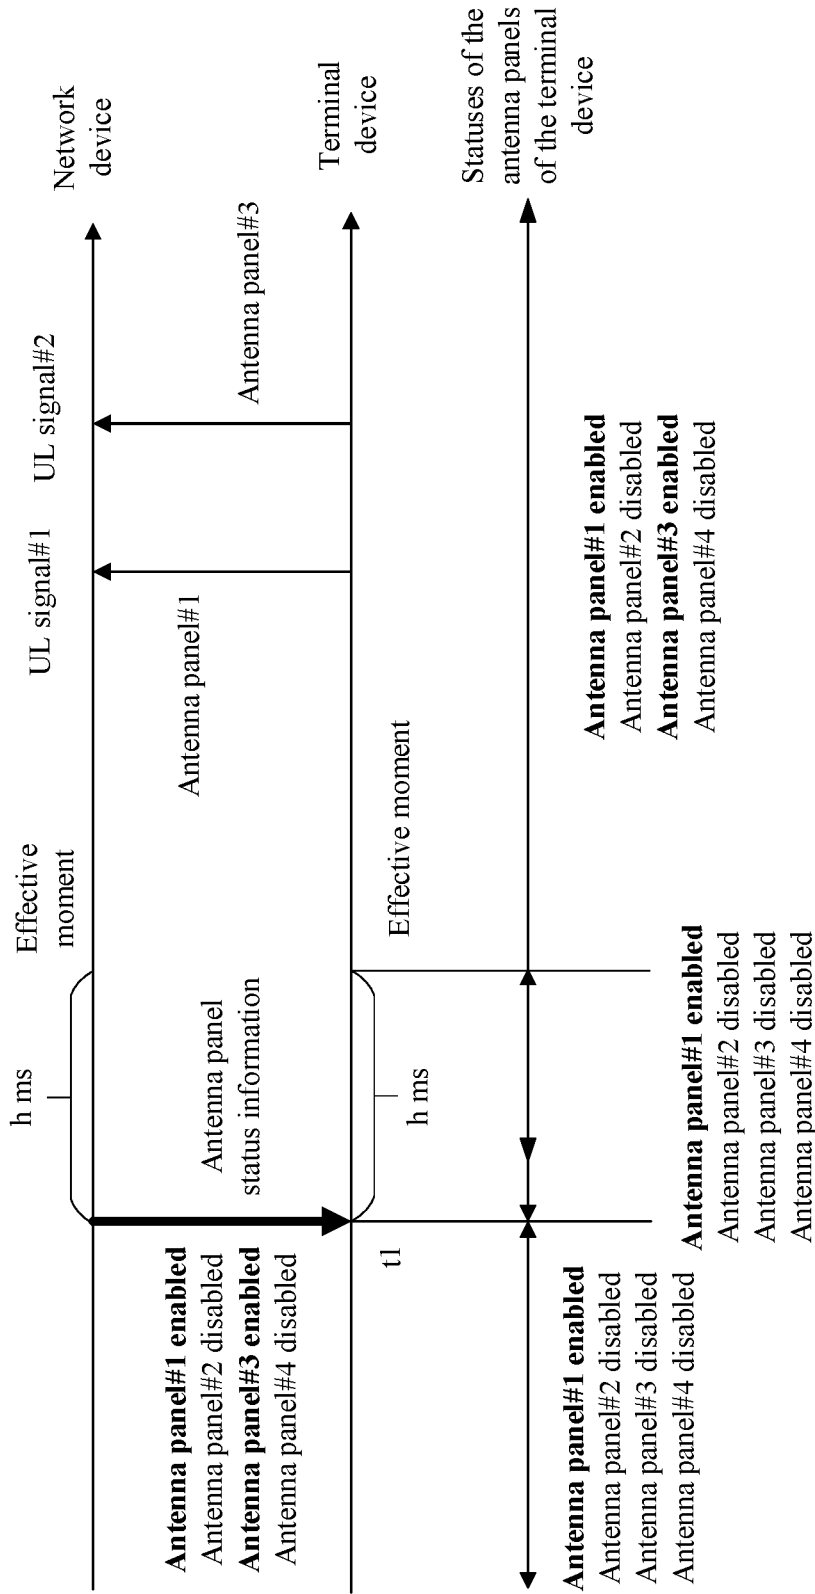 h ms
Effective
moment
UL signal#1
UL signal#2
Network
device
Antenna panel#1 enabled
Antenna panel#2 disabled
Antenna panel#3 enabled
Antenna panel#4 disabled
Antenna panel
status information
Antenna panel#1
Antenna panel#3
Terminal
device
t1
h ms
Effective moment
Statuses of the
antenna panels
of the terminal
device
Antenna panel#1 enabled
Antenna panel#2 disabled
Antenna panel#3 disabled
Antenna panel#4 disabled
Antenna panel#1 enabled
Antenna panel#2 disabled
Antenna panel#3 disabled
Antenna panel#4 disabled
Antenna panel#1 enabled
Antenna panel#2 disabled
Antenna panel#3 enabled
Antenna panel#4 disabled